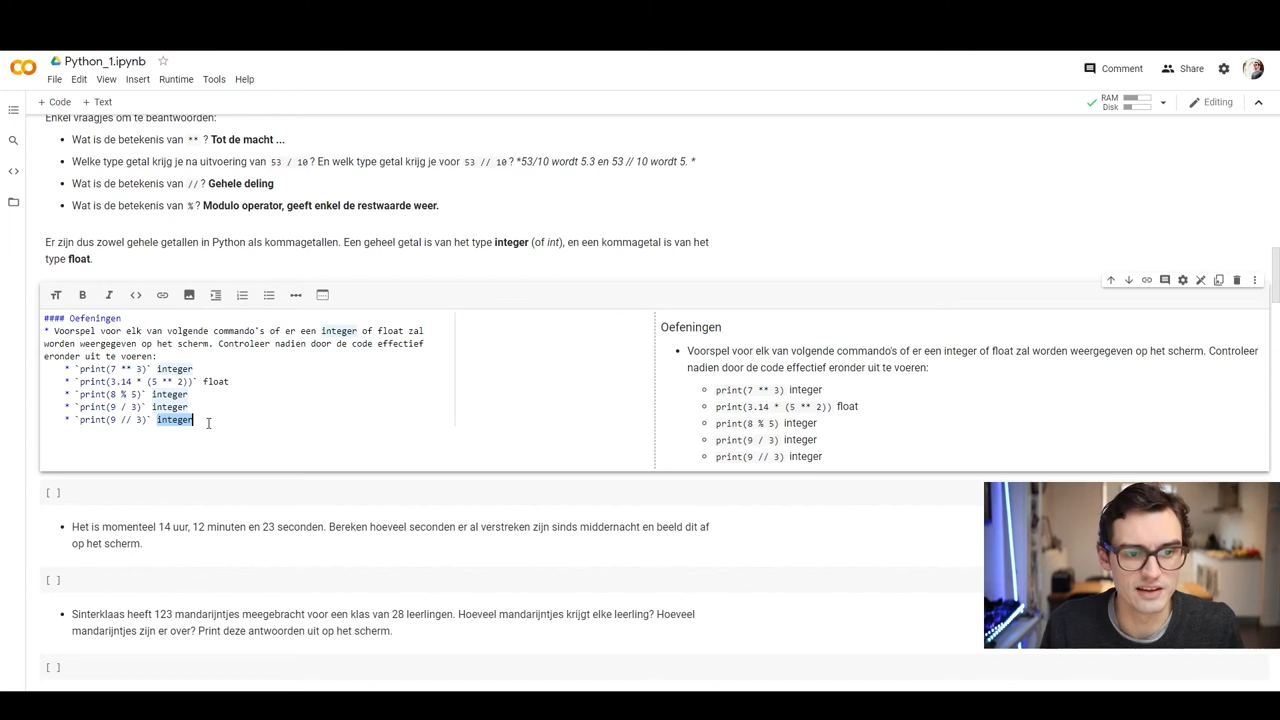 Python_1.ipynb
File Edit View Insert Runtime Tools Help
Comment Share
+ Code + Text
RAM
Disk
Editing
Enkel vraagjes om te beantwoorden:
• Wat is de betekenis van ** ? Tot de macht ...
• Welke type getal krijg je na uitvoering van 53 / 10? En welk type getal krijg je voor 53 // 10? *53/10 wordt 5.3 en 53 // 10 wordt 5. *
• Wat is de betekenis van //? Gehele deling
• Wat is de betekenis van %? Modulo operator, geeft enkel de restwaarde weer.
Er zijn dus zowel gehele getallen in Python als kommagetallen. Een geheel getal is van het type integer (of int), en een kommagetal is van het
type float.
#### Oefeningen
* Voorspel voor elk van volgende commando's of er een integer of float zal
worden weergegeven op het scherm. Controleer nadien door de code effectief
eronder uit te voeren:
* `print(7 ** 3)` integer
* `print(3.14 * (5 ** 2))` float
* `print(8 % 5)` integer
* `print(9 / 3)` integer
* `print(9 // 3)` integer
Oefeningen
• Voorspel voor elk van volgende commando's of er een integer of float zal worden weergegeven op het scherm. Controleer
nadien door de code effectief eronder uit te voeren:
print(7 ** 3) integer
print(3.14 * (5 ** 2)) float
print(8 % 5) integer
print(9 / 3) integer
print(9 // 3) integer
[ ]
• Het is momenteel 14 uur, 12 minuten en 23 seconden. Bereken hoeveel seconden er al verstreken zijn sinds middernacht en beeld dit af
op het scherm.
[ ]
• Sinterklaas heeft 123 mandarijntjes meegebracht voor een klas van 28 leerlingen. Hoeveel mandarijntjes krijgt elke leerling? Hoeveel
mandarijntjes zijn er over? Print deze antwoorden uit op het scherm.
[ ]